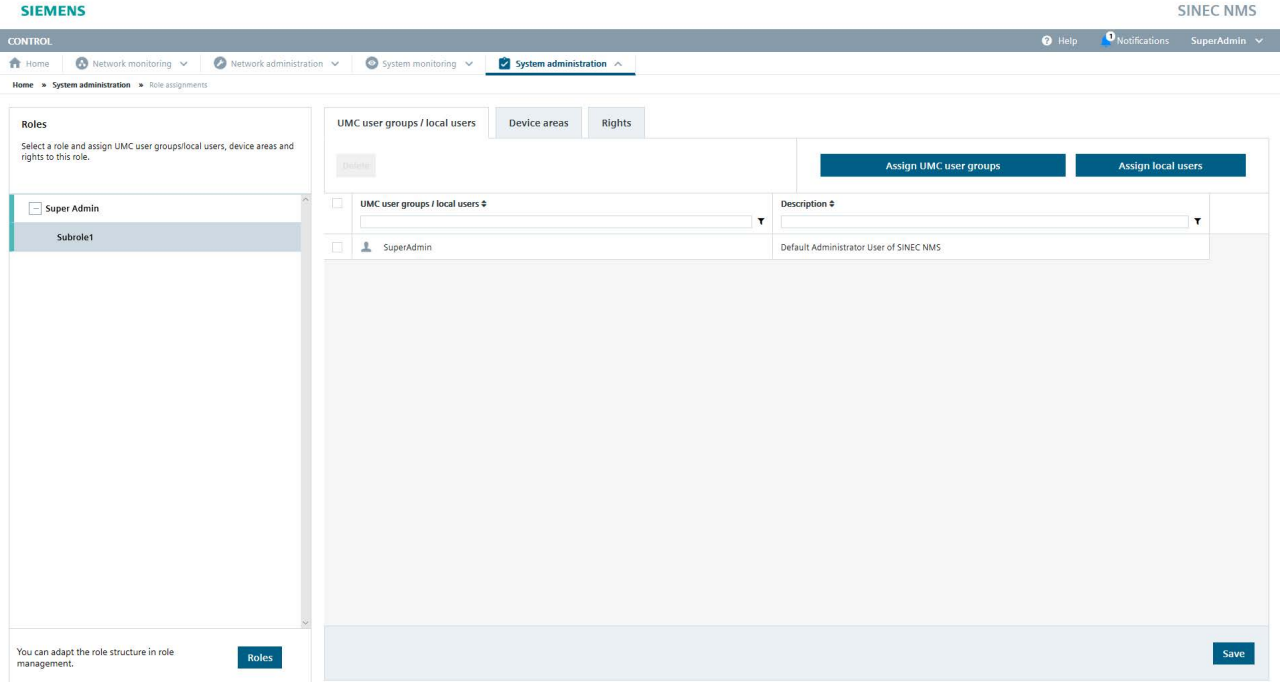 SIEMENS
SINEC NMS
CONTROL
Help
1
Notifications
SuperAdmin
Home
Network monitoring
Network administration
System monitoring
System administration
Home » System administration » Role assignments
Roles
Select a role and assign UMC user groups/local users, device areas and
rights to this role.
Super Admin
Subrole1
You can adapt the role structure in role
management.
Roles
UMC user groups / local users
Device areas
Rights
Delete
Assign UMC user groups
Assign local users
UMC user groups / local users
Description
SuperAdmin
Default Administrator User of SINEC NMS
Save